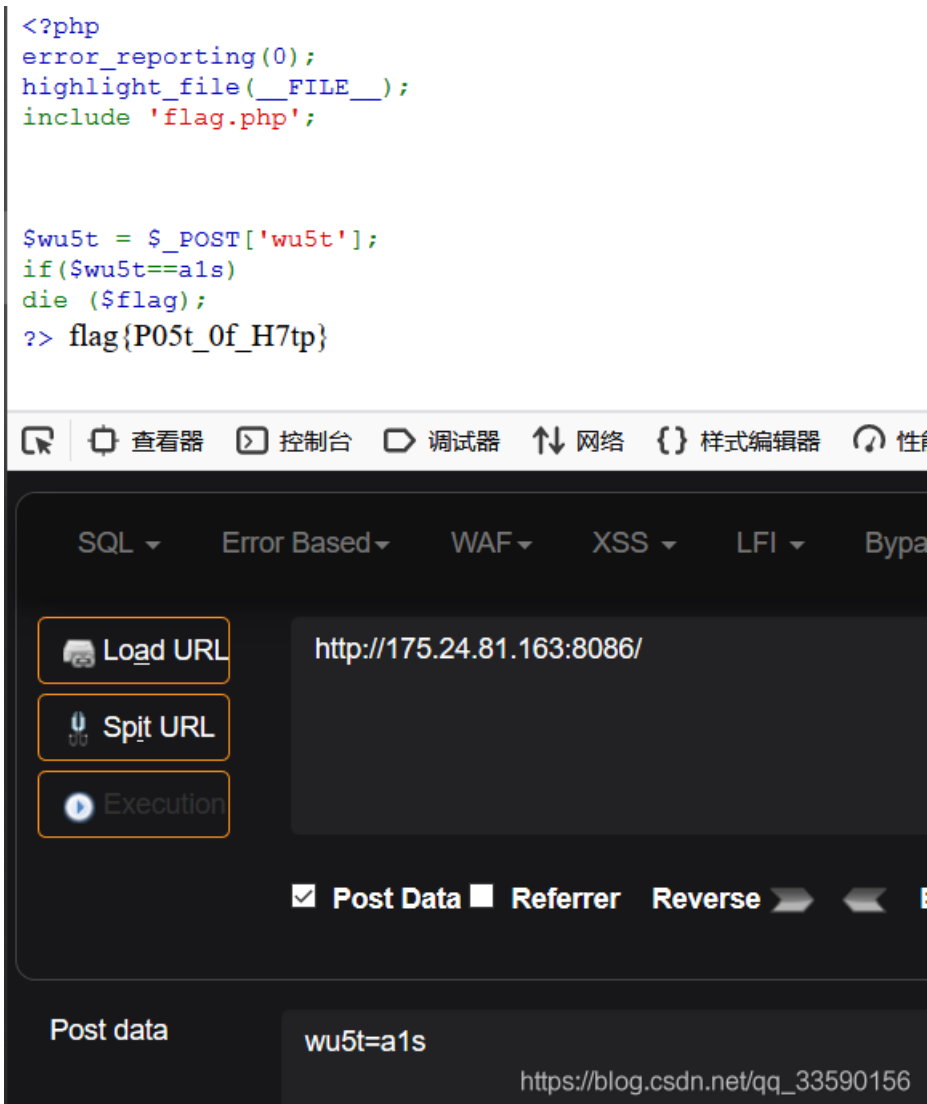 <?php
error_reporting(0);
highlight_file(__FILE__);
include 'flag.php';
$wu5t = $_POST['wu5t'];
if($wu5t==a1s)
die ($flag);
?> flag{P05t_0f_H7tp}
查看器 控制台 调试器 网络 {} 样式编辑器
SQL Error Based WAF XSS LFI Bypa
Load URL http://175.24.81.163:8086/
Spit URL
Execution
Post Data Referrer Reverse
Post data wu5t=a1s
https://blog.csdn.net/qq_33590156